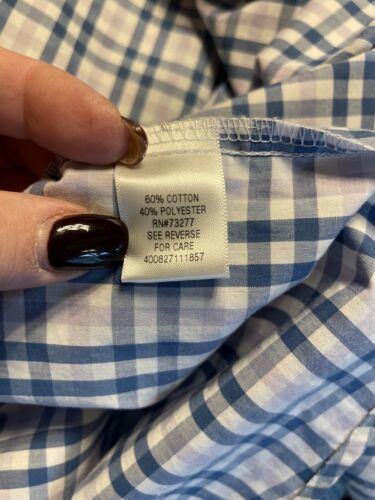 60% COTTON
40% POLYESTER
RN#73277
SEE REVERSE
FOR CARE
400827111857